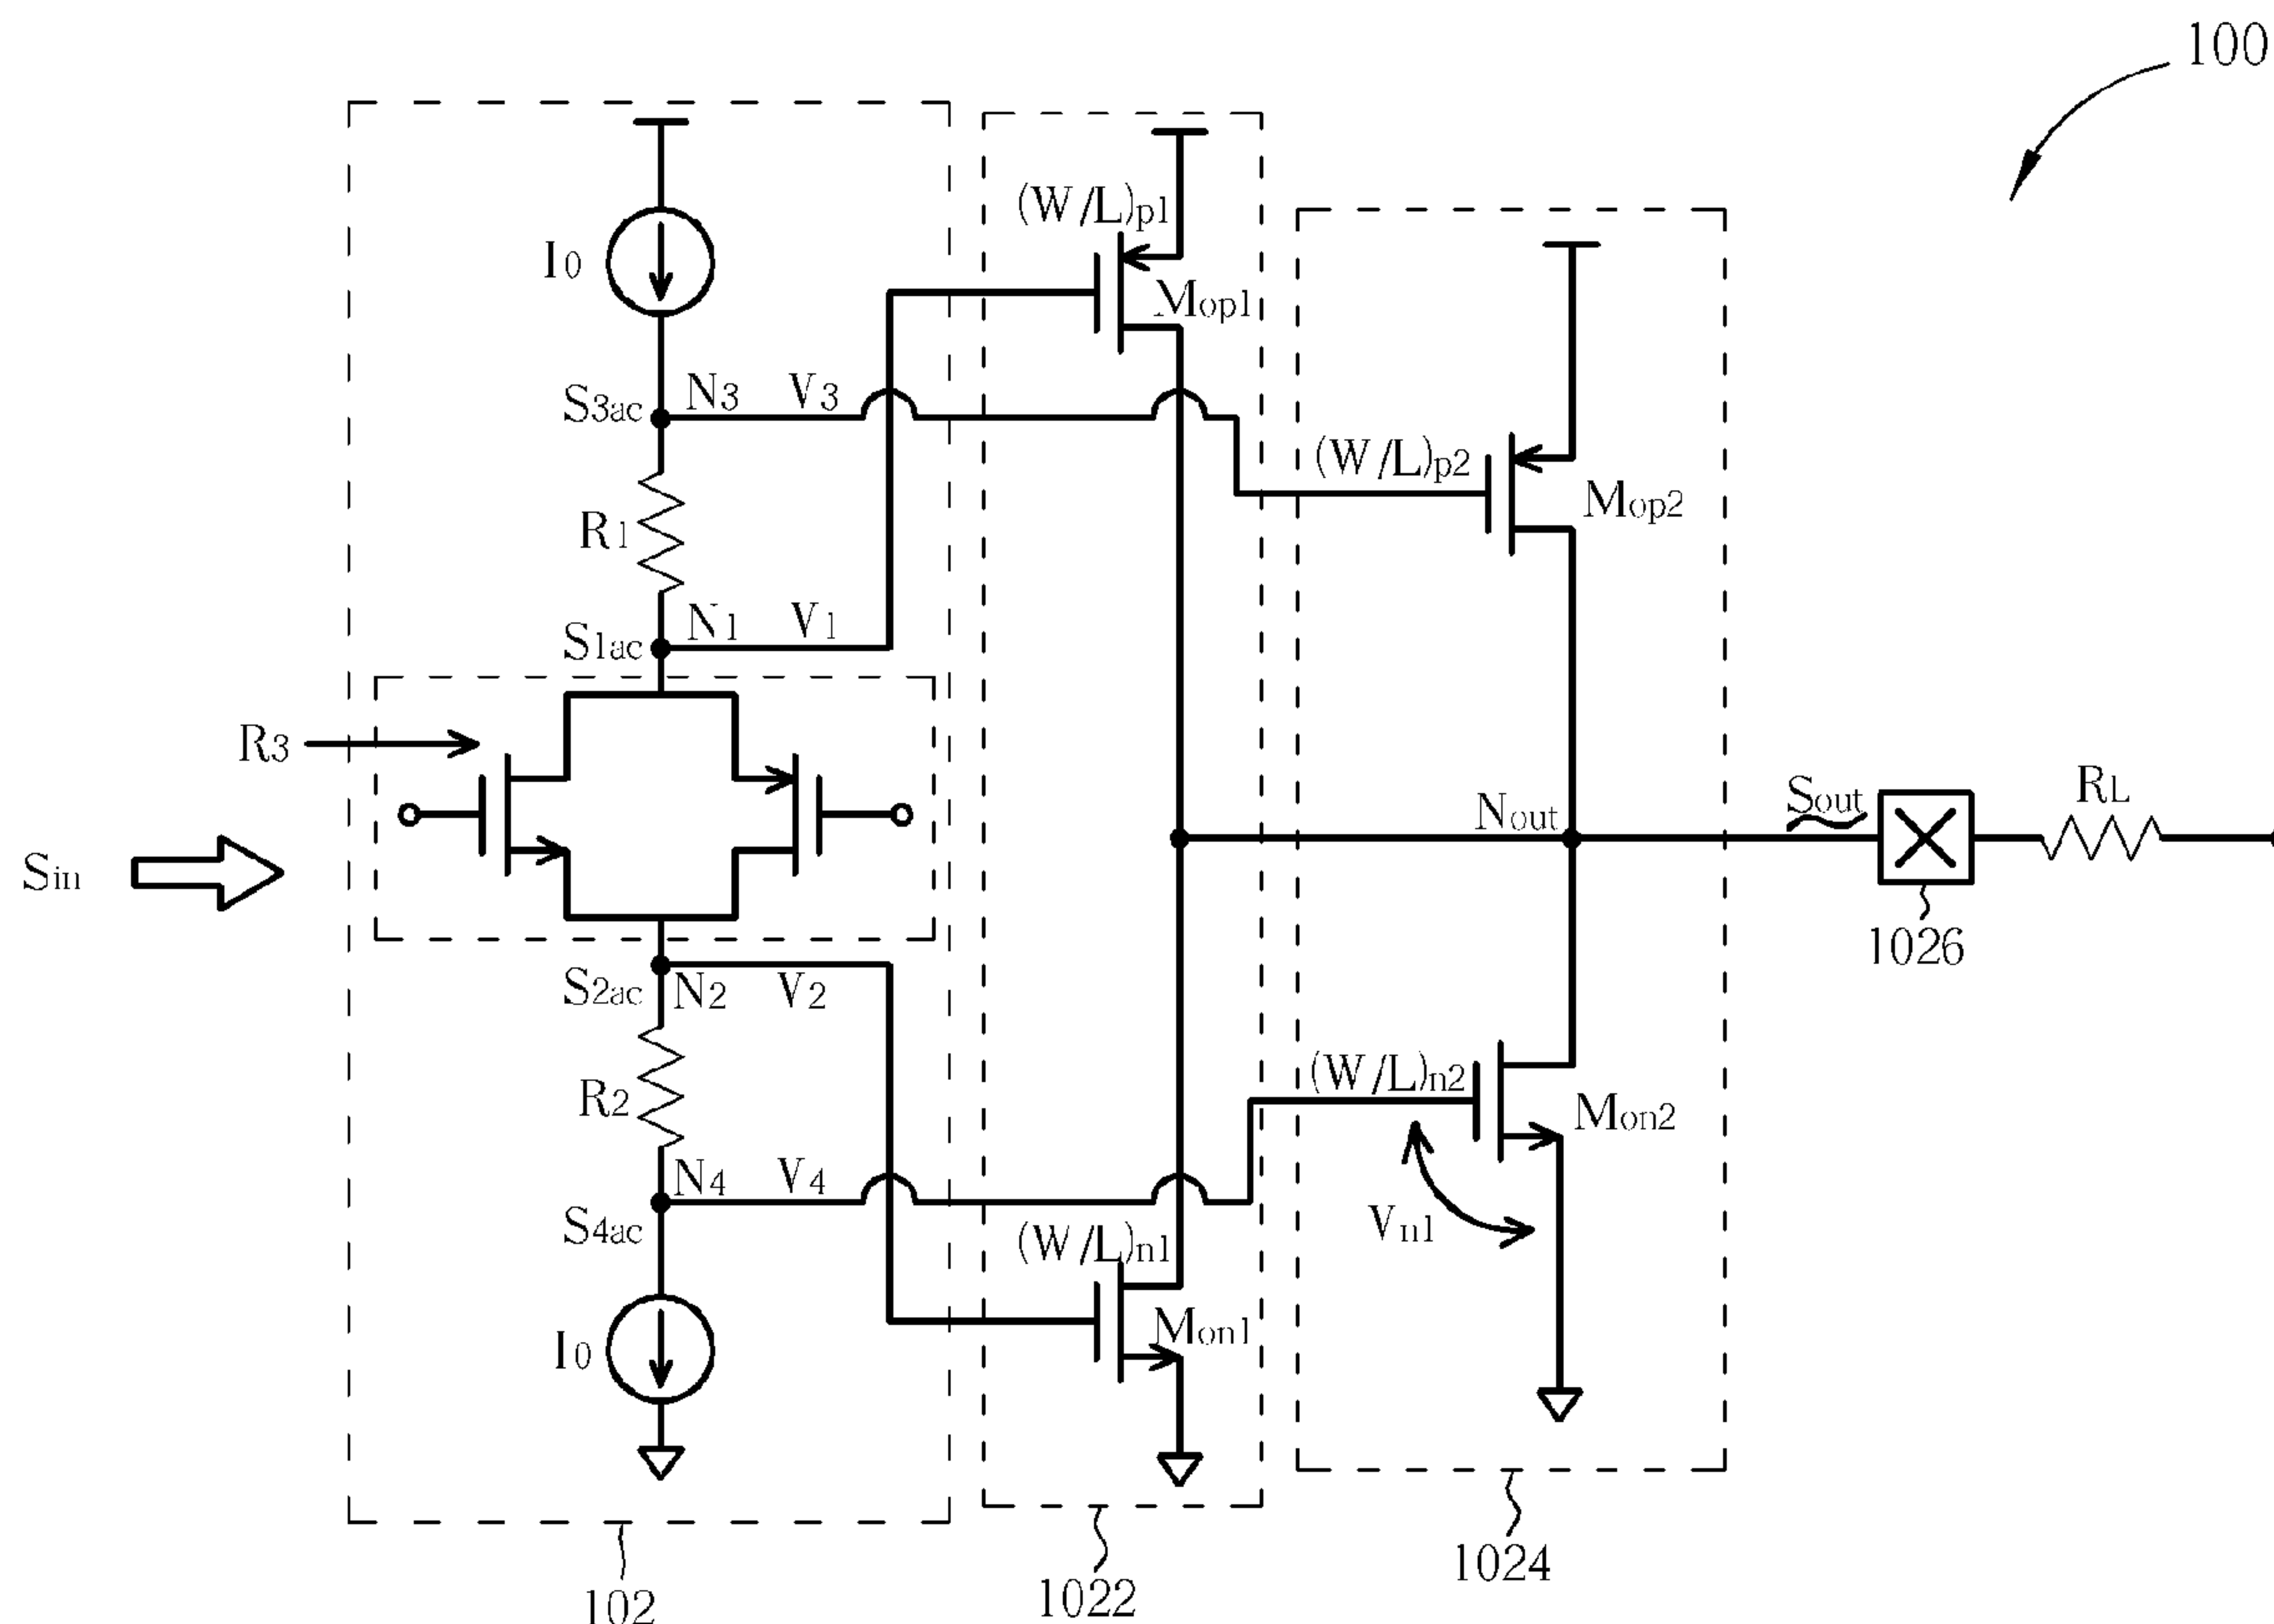 100
(W/L)p1
I0
Mop1
S3ac N3 V3
(W/L)p2
Mop2
R1
S1ac N1 V1
R3
Sin
Nout
Sout
RL
1026
S2ac N2 V2
R2
(W/L)n2
Mon2
N4 V4
S4ac
Vn1
(W/L)n1
I0
Mon1
102
1022
1024